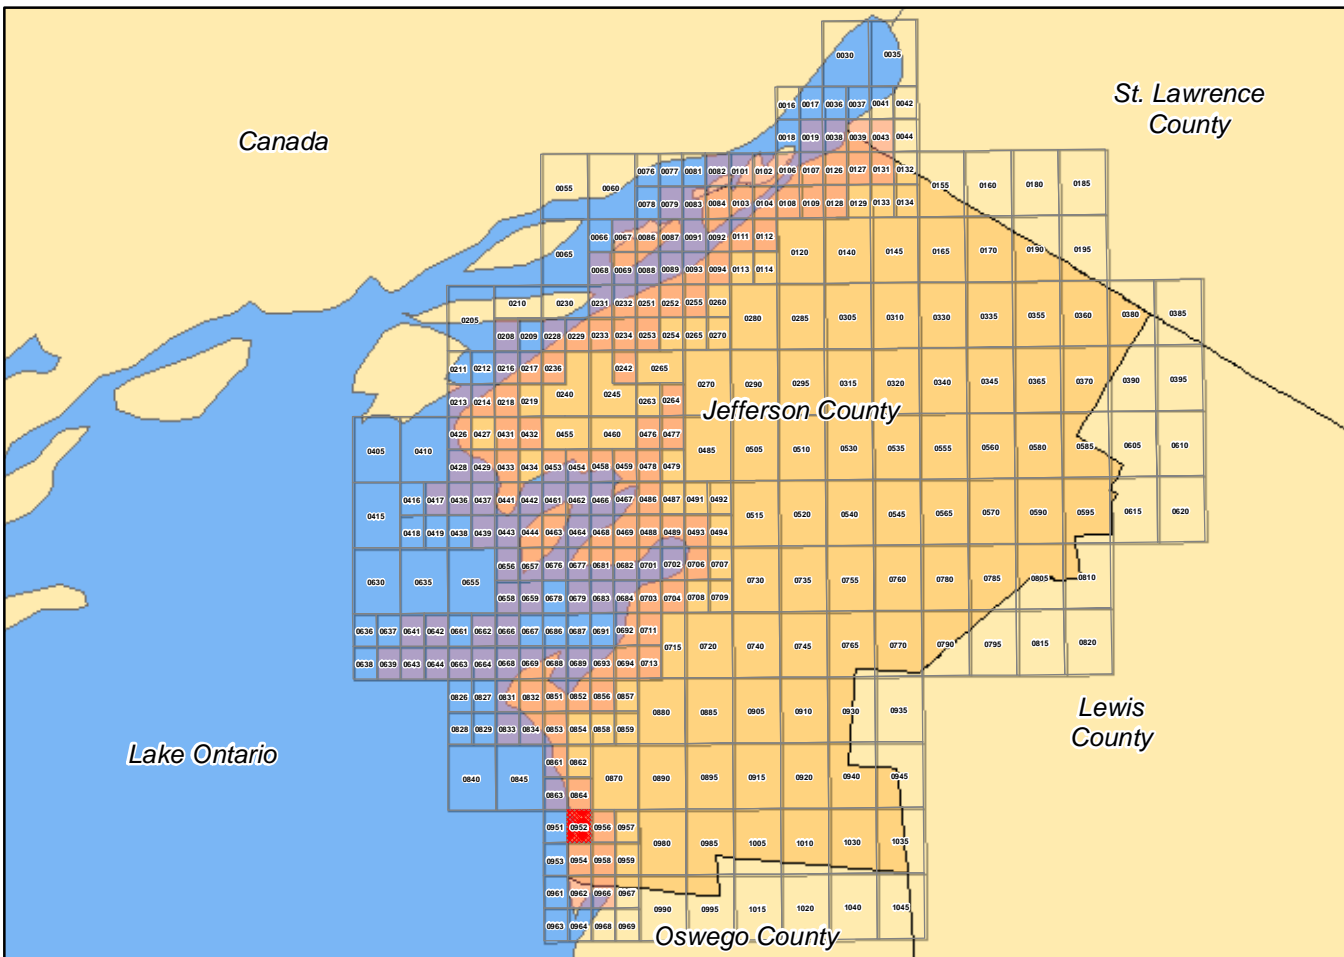 0030 0035
St. Lawrence
County
Canada
0016 0017 0036 0037 0041 0042
0018 0019 0038 0039 0043 0044
0076 0077 0081 0082 0101 0102 0106 0107 0126 0127 0131 0132
0055 0060 0155 0160 0180 0185
0078 0079 0083 0084 0103 0104 0108 0109 0128 0129 0133 0134
0066 0067 0086 0087 0091 0092 0111 0112
0065 0120 0140 0145 0165 0170 0190 0195
0068 0069 0088 0089 0093 0094 0113 0114
0210 0230 0231 0232 0251 0252 0255 0260
0205 0280 0285 0305 0310 0330 0335 0355 0360 0380 0385
0208 0209 0228 0229 0233 0234 0253 0254 0265 0270
0211 0212 0216 0217 0236 0242 0265
0240 0245 0270 0290 0295 0315 0320 0340 0345 0365 0370 0390 0395
0213 0214 0218 0219 0263 0264
Jefferson County
0426 0427 0431 0432 0455 0460 0476 0477
0405 0410 0485 0505 0510 0530 0535 0555 0560 0580 0585 0605 0610
0428 0429 0433 0434 0453 0454 0458 0459 0478 0479
0416 0417 0436 0437 0441 0442 0461 0462 0466 0467 0486 0487 0491 0492
0415 0515 0520 0540 0545 0565 0570 0590 0595 0615 0620
0418 0419 0438 0439 0443 0444 0463 0464 0468 0469 0488 0489 0493 0494
0656 0657 0676 0677 0681 0682 0701 0702 0706 0707
0630 0635 0655 0730 0735 0755 0760 0780 0785 0805 0810
0658 0659 0678 0679 0683 0684 0703 0704 0708 0709
0636 0637 0641 0642 0661 0662 0666 0667 0686 0687 0691 0692 0711
0715 0720 0740 0745 0765 0770 0790 0795 0815 0820
0638 0639 0643 0644 0663 0664 0668 0669 0688 0689 0693 0694 0713
0826 0827 0831 0832 0851 0852 0856 0857
0880 0885 0905 0910 0930 0935
Lewis
County
0828 0829 0833 0834 0853 0854 0858 0859
Lake Ontario
0861 0862
0840 0845 0870 0890 0895 0915 0920 0940 0945
0863 0864
0951 0952 0956 0957
0980 0985 1005 1010 1030 1035
0953 0954 0958 0959
0961 0962 0966 0967
0990 0995 1015 1020 1040 1045
0963 0964 0968 0969
Oswego County